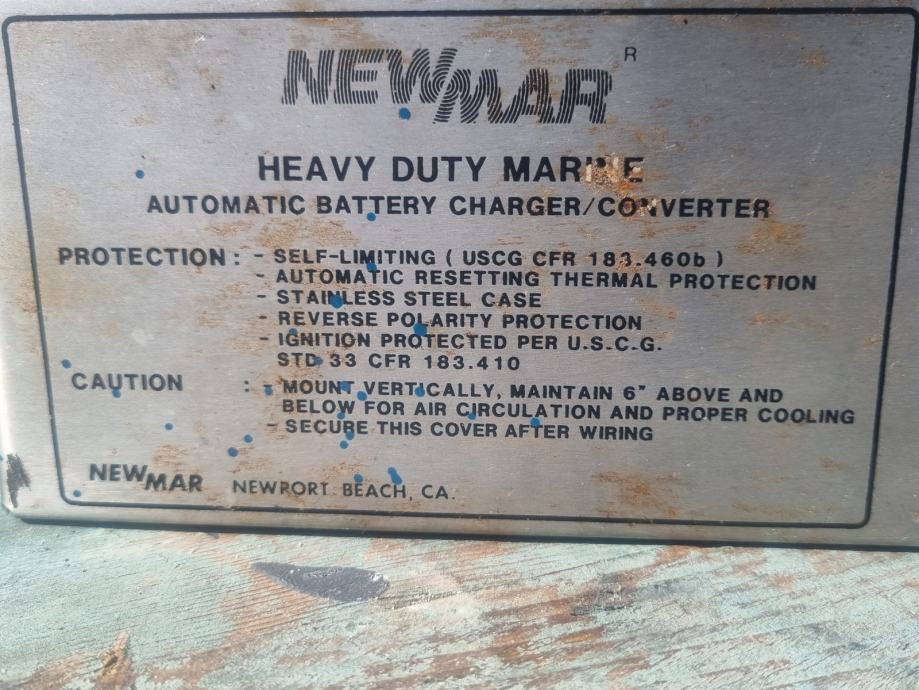 NEWMAR R
HEAVY DUTY MARINE
AUTOMATIC BATTERY CHARGER/CONVERTER
PROTECTION : - SELF-LIMITING ( USCG CFR 183.460b )
- AUTOMATIC RESETTING THERMAL PROTECTION
- STAINLESS STEEL CASE
- REVERSE POLARITY PROTECTION
- IGNITION PROTECTED PER U.S.C.G.
STD 33 CFR 183.410
CAUTION : - MOUNT VERTICALLY, MAINTAIN 6" ABOVE AND
BELOW FOR AIR CIRCULATION AND PROPER COOLING
- SECURE THIS COVER AFTER WIRING
NEWMAR NEWPORT BEACH, CA.